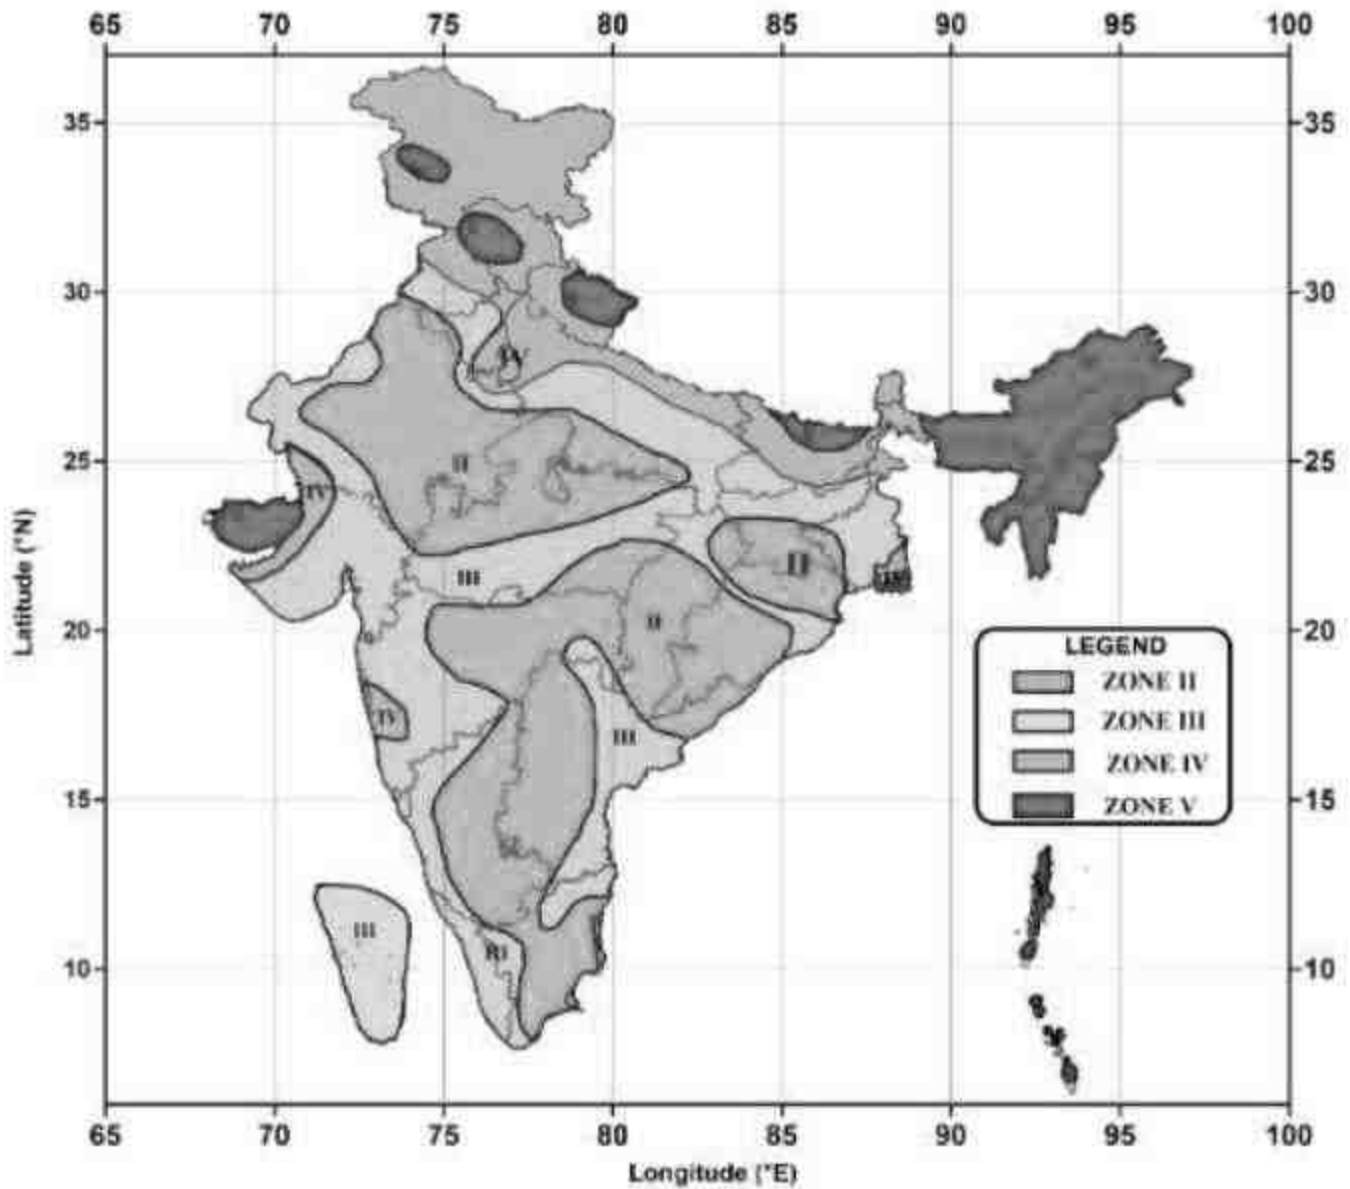 65 70 75 80 85 90 95 100
35 35
30 30
IV
II
25 25
IV
III
II
IV
II
20 20
LEGEND
ZONE II
ZONE III
ZONE IV
ZONE V
IV
III
15 15
III
10 10
65 70 75 80 85 90 95 100
Latitude (°N)
Longitude (°E)